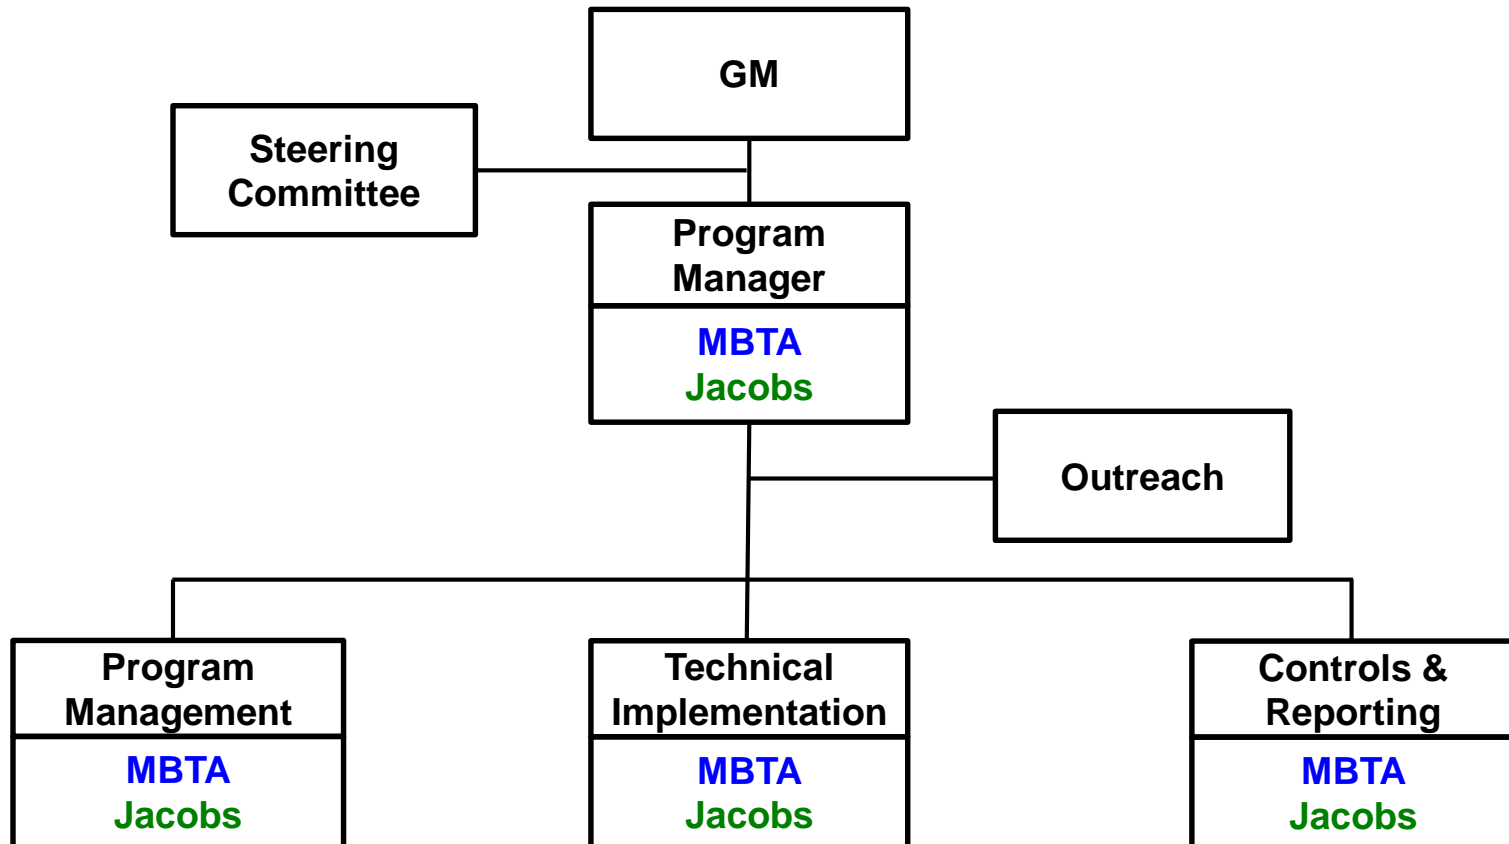 GM
Steering
Committee
Program
Manager
MBTA
Jacobs
Outreach
Program
Management
MBTA
Jacobs
Technical
Implementation
MBTA
Jacobs
Controls &
Reporting
MBTA
Jacobs